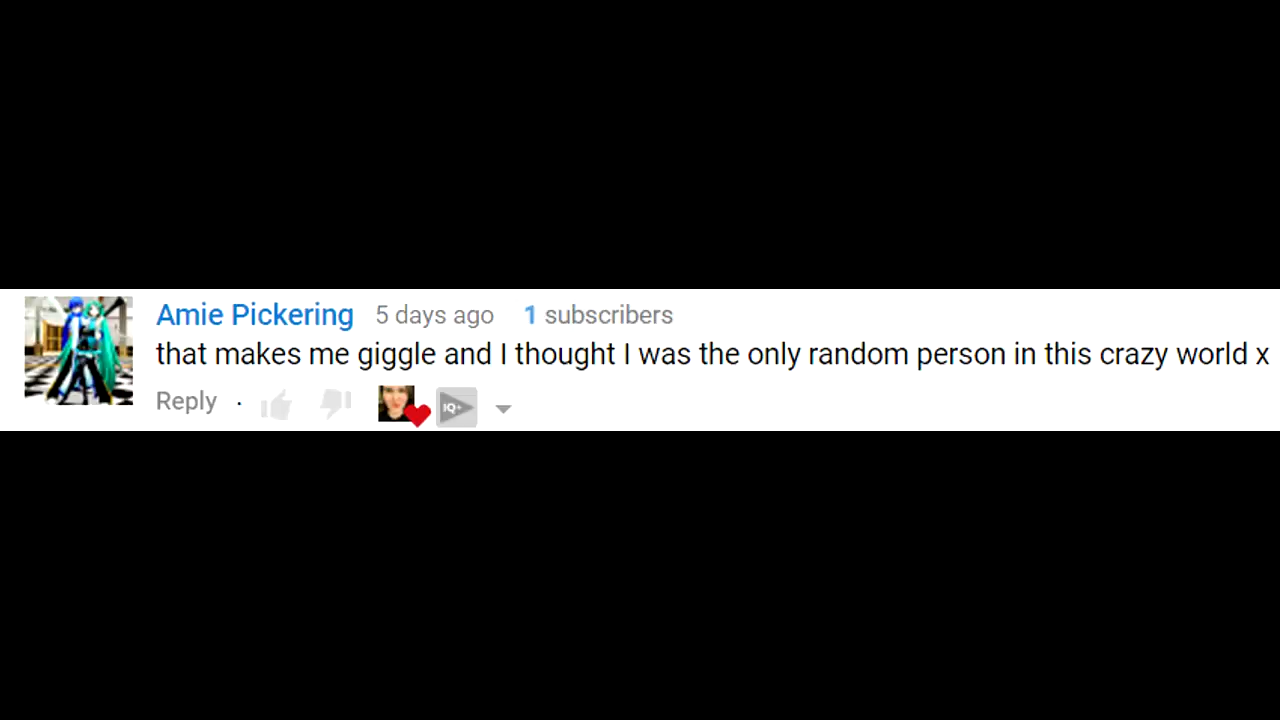 Amie Pickering 5 days ago 1 subscribers
that makes me giggle and I thought I was the only random person in this crazy world x
Reply · IQ+